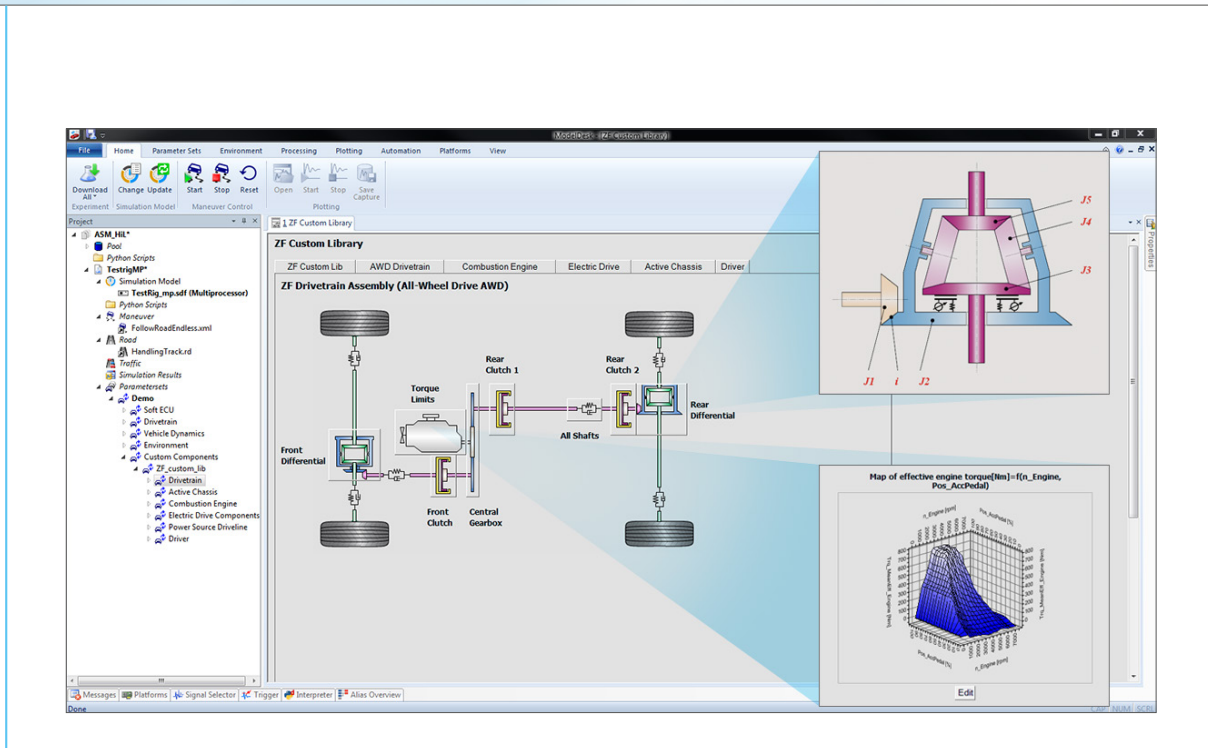 ModelDesk - [ZF Custom Library]
File Home Parameter Sets Environment Processing Plotting Automation Platforms View
Download All Change Update Start Stop Reset Open Start Stop Save Capture
Experiment Simulation Model Maneuver Control Plotting
Project
1 ZF Custom Library
Properties
ASM_HiL*
Pool
Python Scripts
TestrigMP*
Simulation Model
TestRig_mp.sdf (Multiprocessor)
Python Scripts
Maneuver
FollowRoadEndless.xml
Road
HandlingTrack.rd
Traffic
Simulation Results
Parametersets
Demo
Soft ECU
Drivetrain
Vehicle Dynamics
Environment
Custom Components
ZF_custom_lib
Drivetrain
Active Chassis
Combustion Engine
Electric Drive Components
Power Source Driveline
Driver
ZF Custom Library
ZF Custom Lib AWD Drivetrain Combustion Engine Electric Drive Active Chassis Driver
ZF Drivetrain Assembly (All-Wheel Drive AWD)
Rear
Clutch 1
Rear
Clutch 2
Torque
Limits
Rear
Differential
All Shafts
Front
Differential
Front
Clutch
Central
Gearbox
J5
J4
J3
J1 i J2
Map of effective engine torque[Nm]=f(n_Engine,
Pos_AccPedal)
n_Engine [rpm]
Pos_AccPedal [%]
Pos_AccPedal [%]
n_Engine [rpm]
Edit
Messages Platforms Signal Selector Trigger Interpreter Alias Overview
Done
CAP NUM SCRL